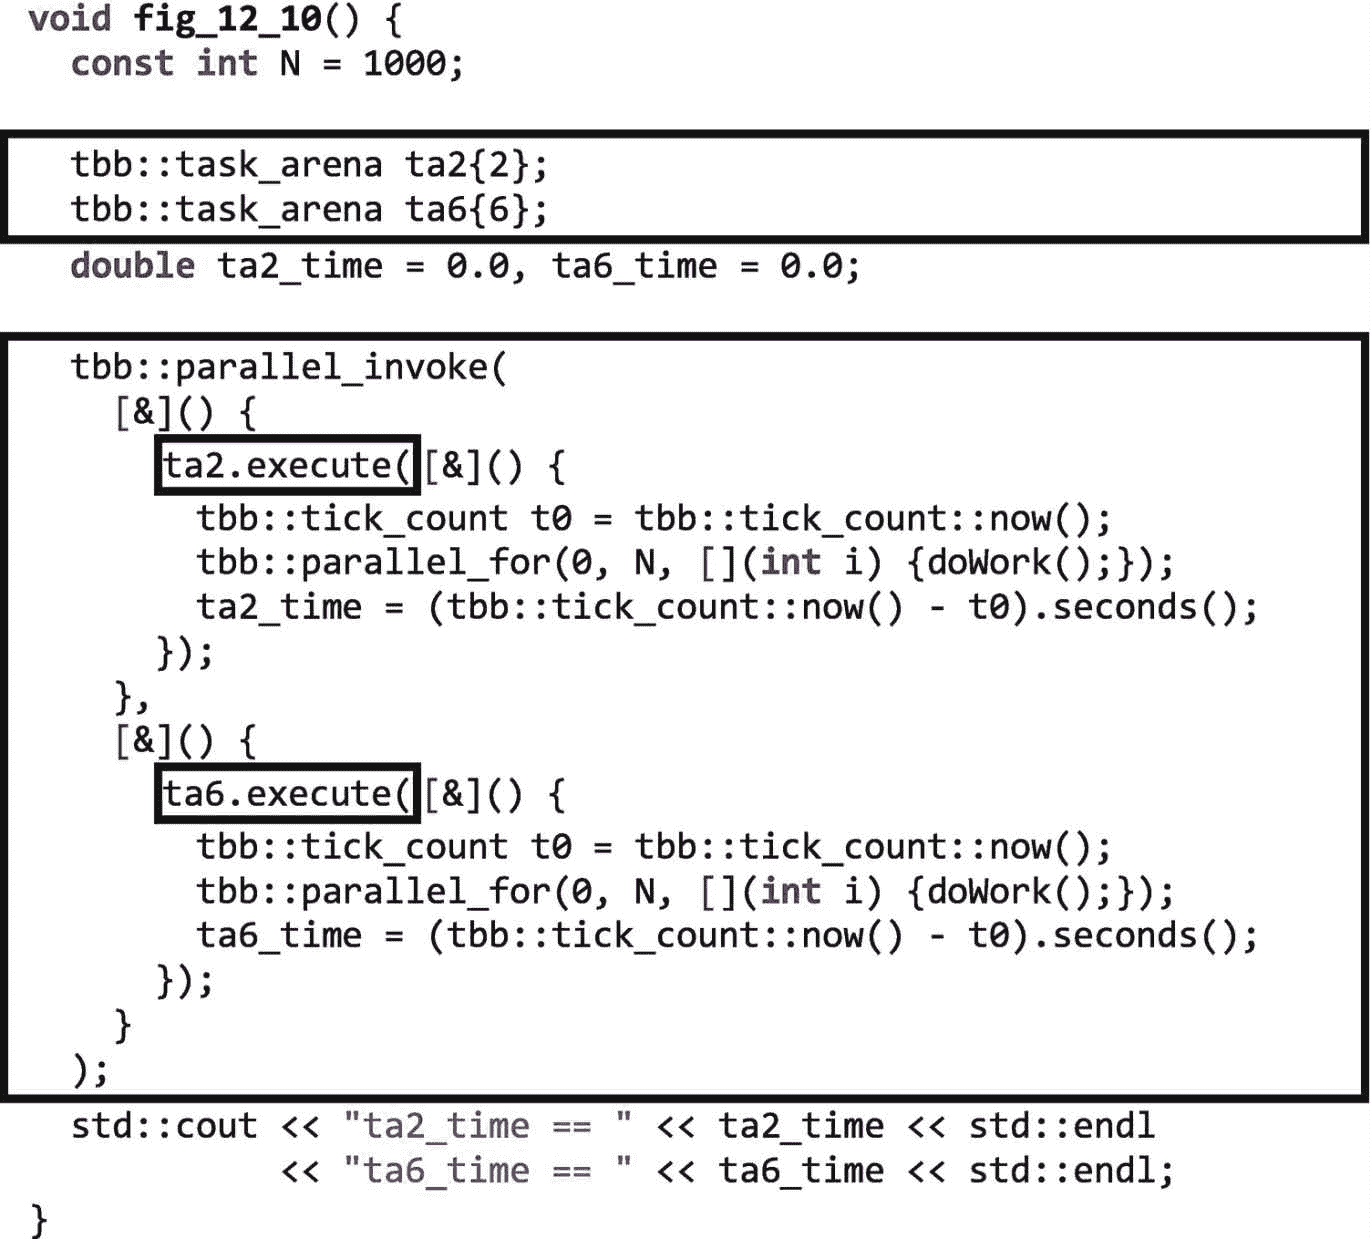 void fig_12_10() {
  const int N = 1000;
  tbb::task_arena ta2{2};
  tbb::task_arena ta6{6};
  double ta2_time = 0.0, ta6_time = 0.0;
  tbb::parallel_invoke(
    [&]() {
      ta2.execute([&]() {
        tbb::tick_count t0 = tbb::tick_count::now();
        tbb::parallel_for(0, N, [](int i) {doWork();});
        ta2_time = (tbb::tick_count::now() - t0).seconds();
      });
    },
    [&]() {
      ta6.execute([&]() {
        tbb::tick_count t0 = tbb::tick_count::now();
        tbb::parallel_for(0, N, [](int i) {doWork();});
        ta6_time = (tbb::tick_count::now() - t0).seconds();
      });
    }
  );
  std::cout << "ta2_time == " << ta2_time << std::endl
            << "ta6_time == " << ta6_time << std::endl;
}